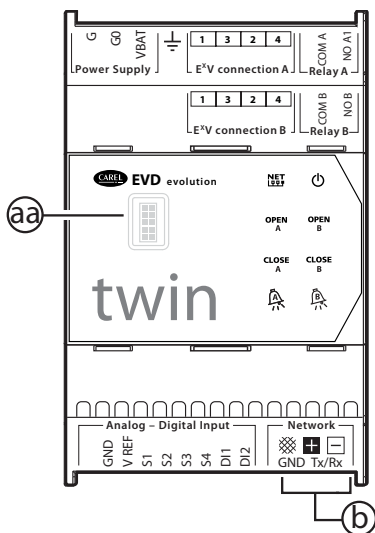 G G0 VBAT
1 3 2 4
COM A NO A1
Power Supply E˟V connection A Relay A
1 3 2 4
COM B NO B
E˟V connection B Relay B
CAREL EVD evolution
NET
OPEN A OPEN B
CLOSE A CLOSE B
A B
aa
twin
Analog – Digital Input Network
GND V REF S1 S2 S3 S4 DI1 DI2
+ −
GND Tx/Rx
b